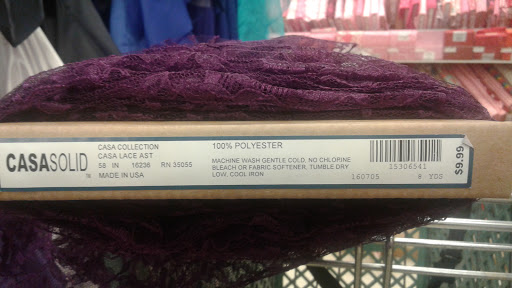 CASASOLID TM
CASA COLLECTION
CASA LACE AST
58 IN 16236 RN 35055
MADE IN USA
100% POLYESTER
MACHINE WASH GENTLE COLD, NO CHLORINE
BLEACH OR FABRIC SOFTENER, TUMBLE DRY
LOW, COOL IRON
15306541
160705 9 YDS
$9.99